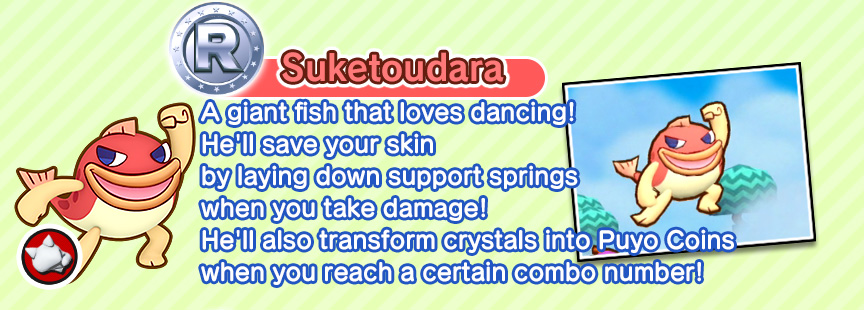 R
Suketoudara
A giant fish that loves dancing!
He'll save your skin
by laying down support springs
when you take damage!
He'll also transform crystals into Puyo Coins
when you reach a certain combo number!